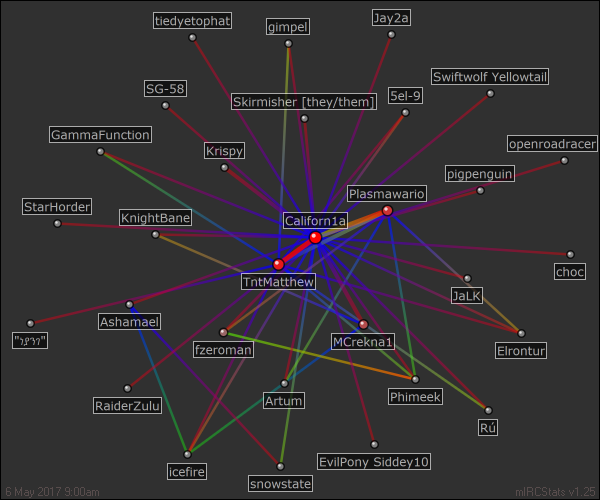 tiedyetophat
gimpel
Jay2a
SG-58
Skirmisher [they/them]
5el-9
Swiftwolf Yellowtail
GammaFunction
Krispy
openroadracer
pigpenguin
Plasmawario
StarHorder
KnightBane
Californ1a
TntMatthew
choc
JaLK
Ashamael
fzeroman
MCrekna1
Elrontur
RaiderZulu
Artum
Phimeek
Rú
icefire
snowstate
EvilPony Siddey10
6 May 2017 9:00am
mIRCStats v1.25